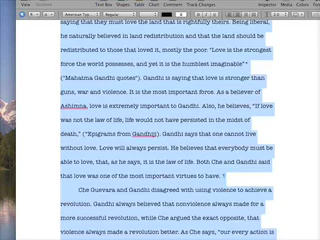 View
Outline
Text Box Shapes Table Chart Comment Track Changes
Inspector Media Colors
American Typ... Regular
saying that they must love the land that is rightfully theirs. Being liberal,
he naturally believed in land redistribution and that the land should be
redistributed to those that loved it, mostly the poor. "Love is the strongest
force the world possesses, and yet it is the humblest imaginable"
("Mahatma Gandhi quotes"). Gandhi is saying that love is stronger than
guns, war and violence. It is the most important force. As a believer of
Ashimna, love is extremely important to Gandhi. Also, he believes, "If love
was not the law of life, life would not have persisted in the midst of
death," ("Epigrams from Gandhiji). Gandhi says that one cannot live
without love. Love will always persist. He believes that everybody must be
able to love, that, as he says, it is the law of life. Both Che and Gandhi said
that love was one of the most important virtues to have.
Che Guevara and Gandhi disagreed with using violence to achieve a
revolution. Gandhi always believed that nonviolence always made for a
more successful revolution, while Che argued the exact opposite, that
violence always made a revolution better. As Che says, "our every action is